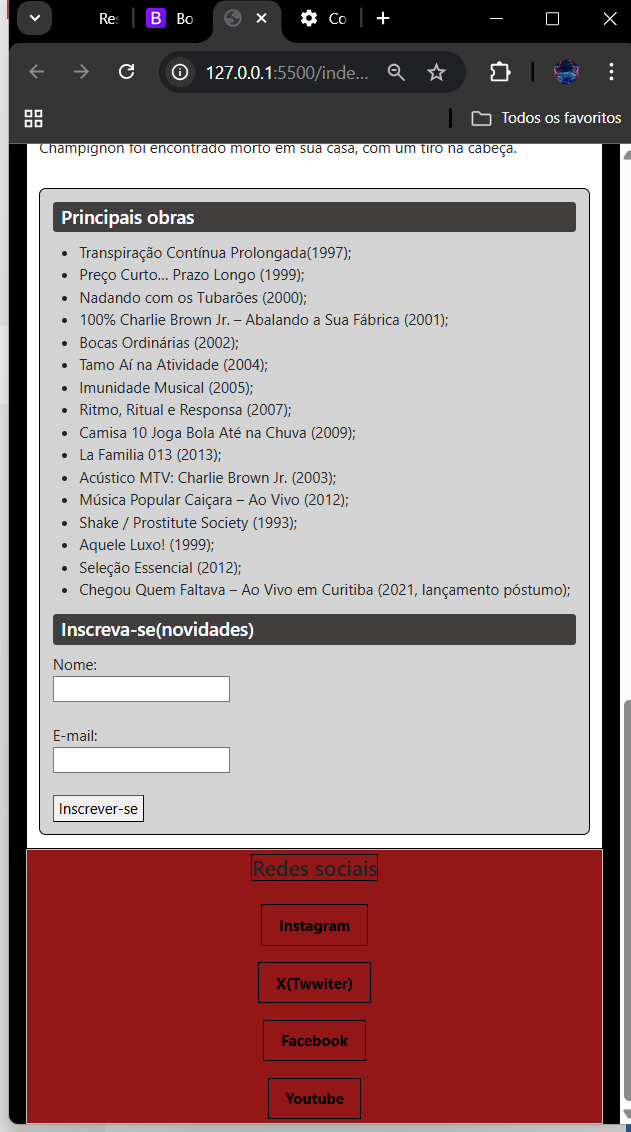 Res
B Bo
Co
127.0.0.1:5500/inde...
Todos os favoritos
Champignon foi encontrado morto em sua casa, com um tiro na cabeça.
Principais obras
Transpiração Contínua Prolongada(1997);
Preço Curto... Prazo Longo (1999);
Nadando com os Tubarões (2000);
100% Charlie Brown Jr. – Abalando a Sua Fábrica (2001);
Bocas Ordinárias (2002);
Tamo Aí na Atividade (2004);
Imunidade Musical (2005);
Ritmo, Ritual e Responsa (2007);
Camisa 10 Joga Bola Até na Chuva (2009);
La Familia 013 (2013);
Acústico MTV: Charlie Brown Jr. (2003);
Música Popular Caiçara – Ao Vivo (2012);
Shake / Prostitute Society (1993);
Aquele Luxo! (1999);
Seleção Essencial (2012);
Chegou Quem Faltava – Ao Vivo em Curitiba (2021, lançamento póstumo);
Inscreva-se(novidades)
Nome:
E-mail:
Inscrever-se
Redes sociais
Instagram
X(Twwiter)
Facebook
Youtube